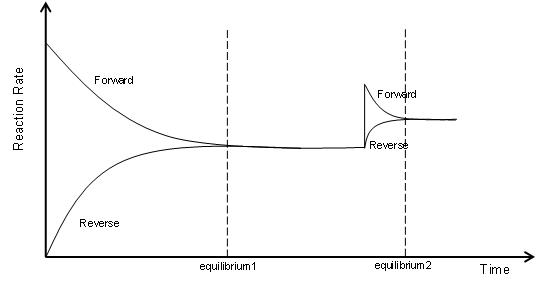 Reaction Rate
Forward
Reverse
Forward
Reverse
equilibrium1
equilibrium2
Time